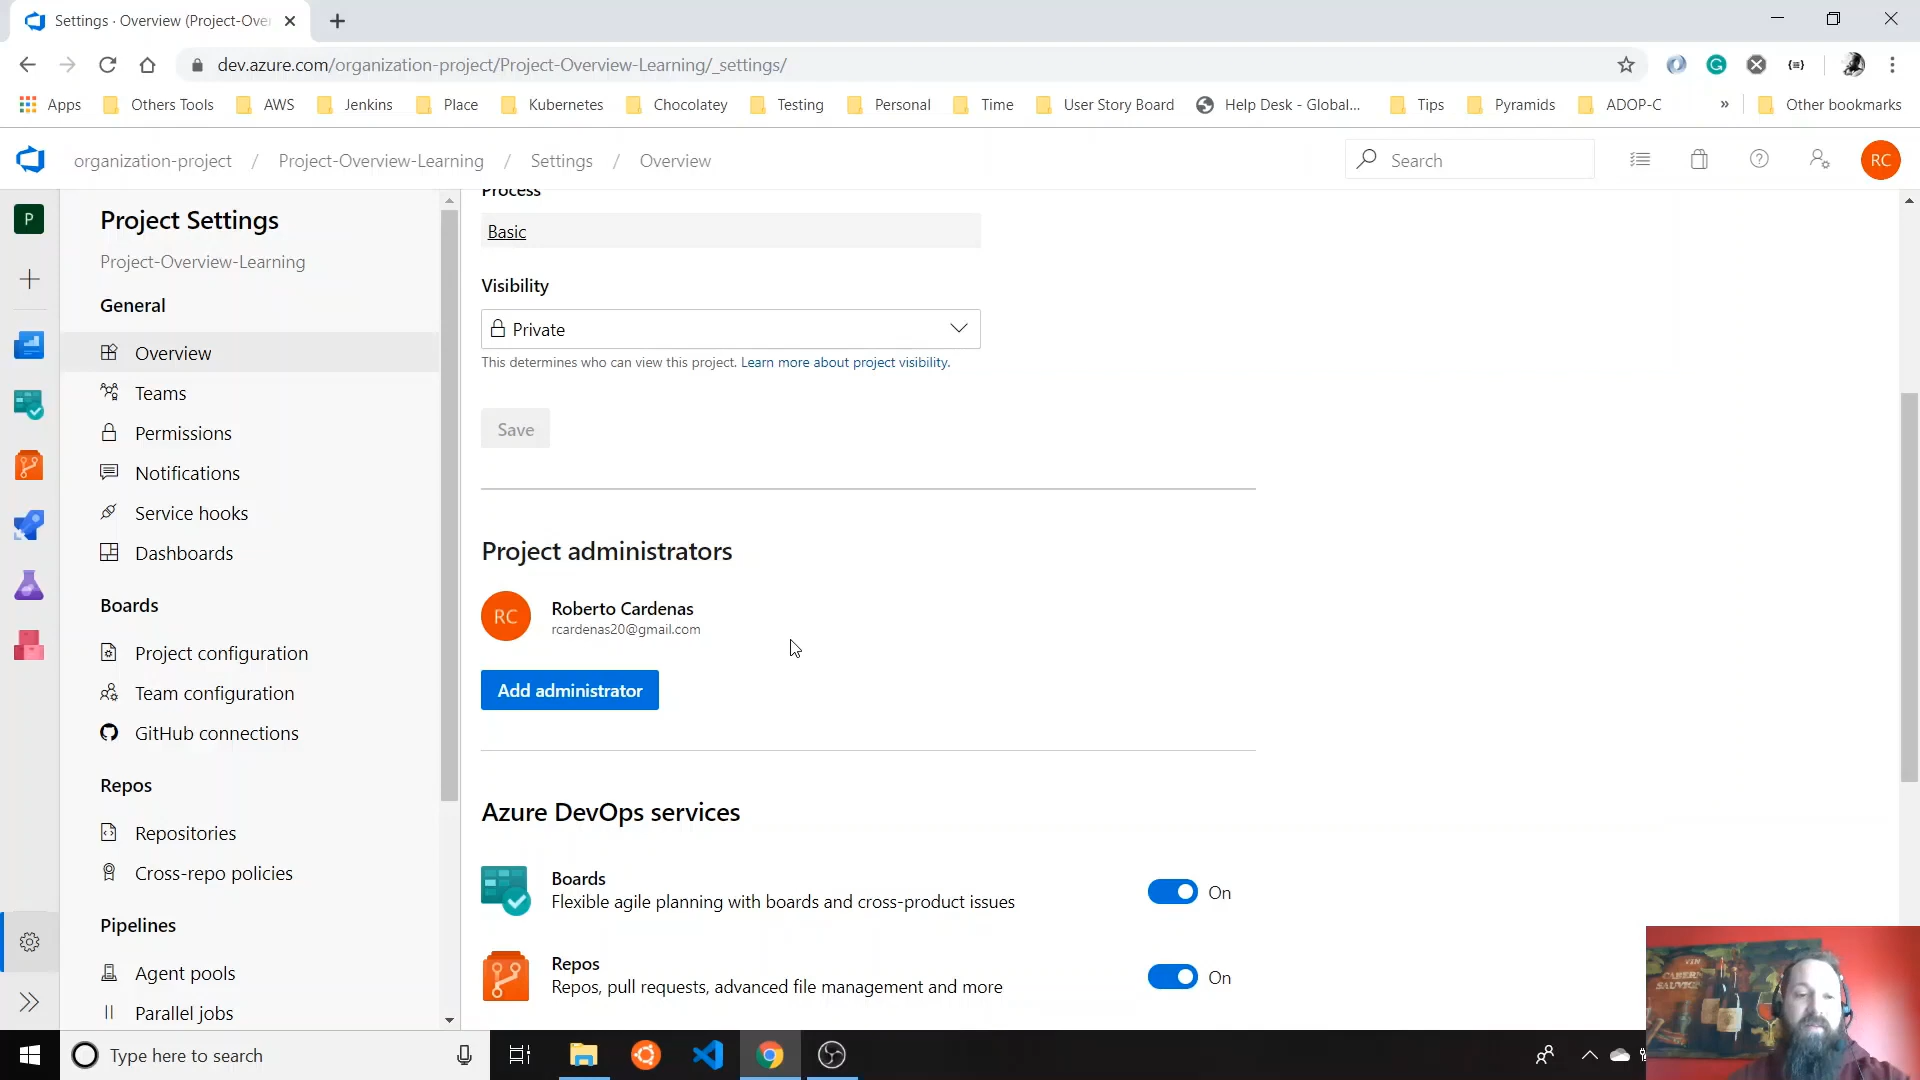 Settings · Overview (Project-Ove
dev.azure.com/organization-project/Project-Overview-Learning/_settings/
Apps
Others Tools
AWS
Jenkins
Place
Kubernetes
Chocolatey
Testing
Personal
Time
User Story Board
Help Desk - Global...
Tips
Pyramids
ADOP-C
»
Other bookmarks
organization-project / Project-Overview-Learning / Settings / Overview
Search
RC
P
Project Settings
Project-Overview-Learning
General
Overview
Teams
Permissions
Notifications
Service hooks
Dashboards
Boards
Project configuration
Team configuration
GitHub connections
Repos
Repositories
Cross-repo policies
Pipelines
Agent pools
Parallel jobs
Process
Basic
Visibility
Private
This determines who can view this project. Learn more about project visibility.
Save
Project administrators
RC
Roberto Cardenas
rcardenas20@gmail.com
Add administrator
Azure DevOps services
Boards
Flexible agile planning with boards and cross-product issues
On
Repos
Repos, pull requests, advanced file management and more
On
VIN
CABERN
SAUVIG
Type here to search